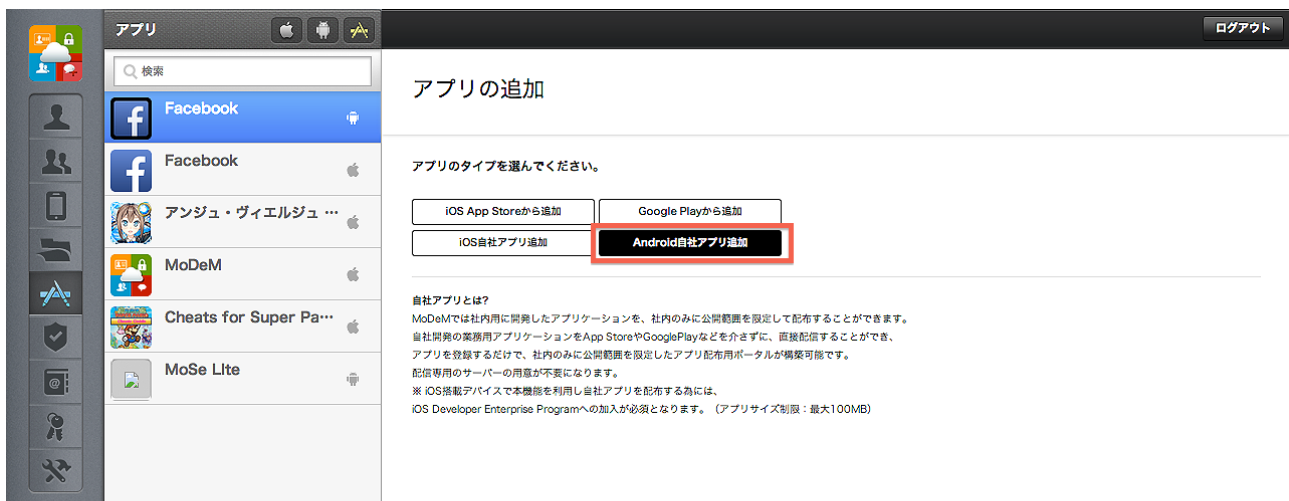 アプリ
ログアウト
検索
Facebook
Facebook
アンジュ・ヴィエルジュ …
MoDeM
Cheats for Super Pa…
MoSe LIte
アプリの追加
アプリのタイプを選んでください。
iOS App Storeから追加
Google Playから追加
iOS自社アプリ追加
Android自社アプリ追加
自社アプリとは?
MoDeMでは社内用に開発したアプリケーションを、社内のみに公開範囲を限定して配布することができます。
自社開発の業務用アプリケーションをApp StoreやGooglePlayなどを介さずに、直接配信することができ、
アプリを登録するだけで、社内のみに公開範囲を限定したアプリ配布用ポータルが構築可能です。
配信専用のサーバーの用意が不要になります。
※ iOS搭載デバイスで本機能を利用し自社アプリを配布する為には、
iOS Developer Enterprise Programへの加入が必須となります。（アプリサイズ制限：最大100MB）